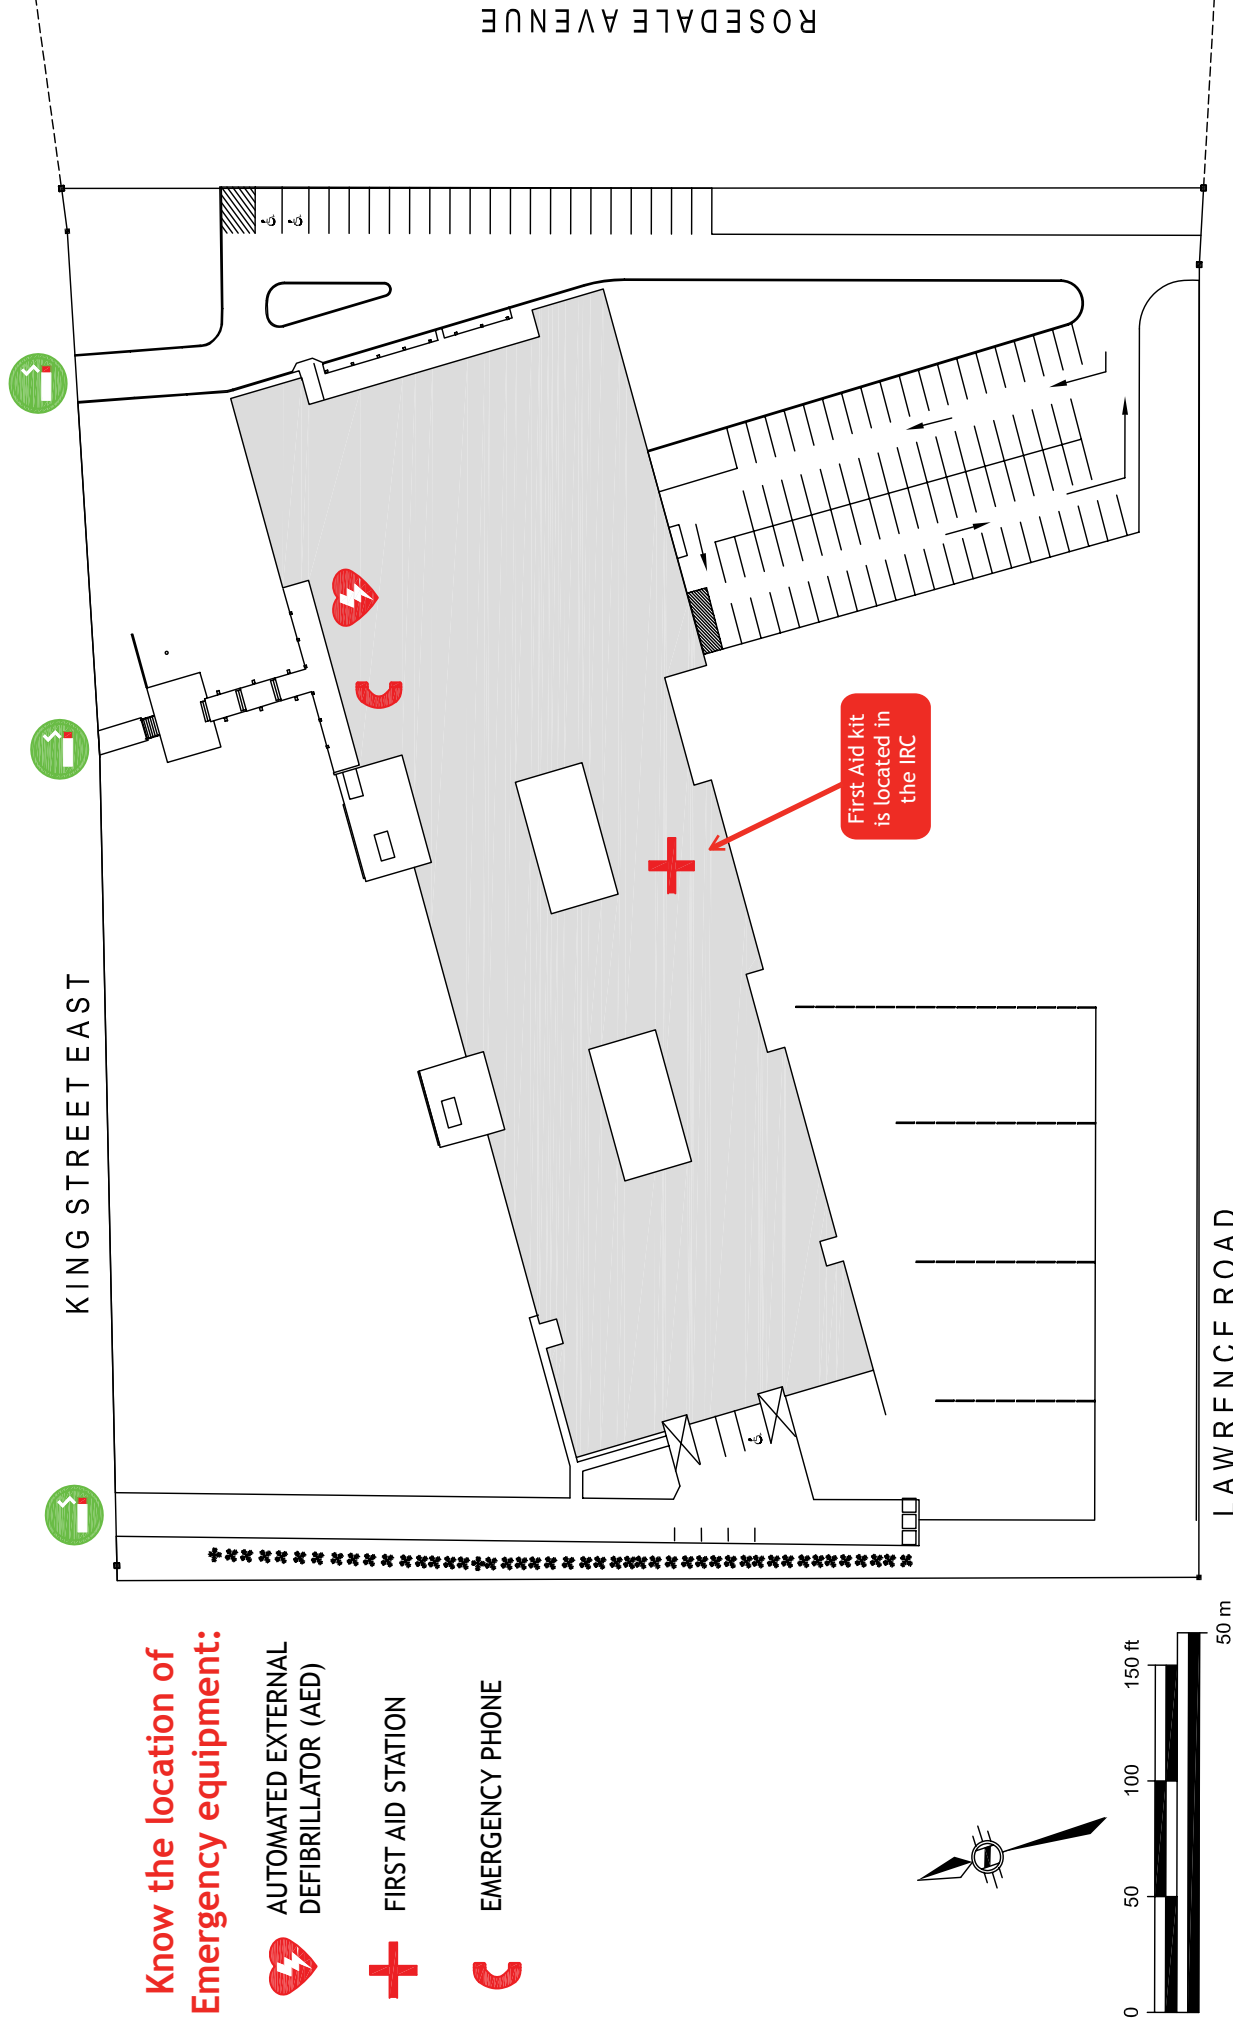 ROSEDALE AVENUE
KING STREET EAST
First Aid kit
is located in
the IRC
LAWRENCE ROAD
Know the location of
Emergency equipment:
AUTOMATED EXTERNAL
DEFIBRILLATOR (AED)
FIRST AID STATION
EMERGENCY PHONE
0
50
100
150 ft
50 m